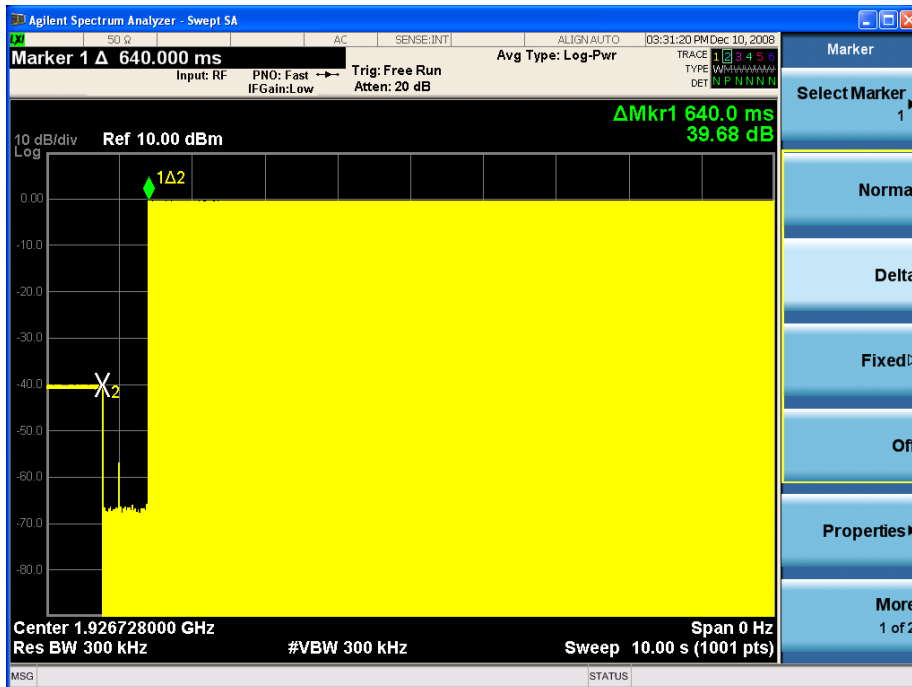 Agilent Spectrum Analyzer - Swept SA
LXI 50 Ω AC SENSE:INT ALIGN AUTO 03:31:20 PM Dec 10, 2008
Marker 1 Δ 640.000 ms
Input: RF PNO: Fast Trig: Free Run Avg Type: Log-Pwr TRACE 1 2 3 4 5 6
IFGain:Low Atten: 20 dB TYPE WMWWWW
DET N P N N N N
ΔMkr1 640.0 ms
39.68 dB
10 dB/div Ref 10.00 dBm
Log
1Δ2
0.00
-10.0
-20.0
-30.0
-40.0
2
-50.0
-60.0
-70.0
-80.0
Center 1.926728000 GHz Span 0 Hz
Res BW 300 kHz #VBW 300 kHz Sweep 10.00 s (1001 pts)
MSG STATUS
Marker
Select Marker
1
Norma
Delta
Fixed
Of
Properties
More
1 of 2